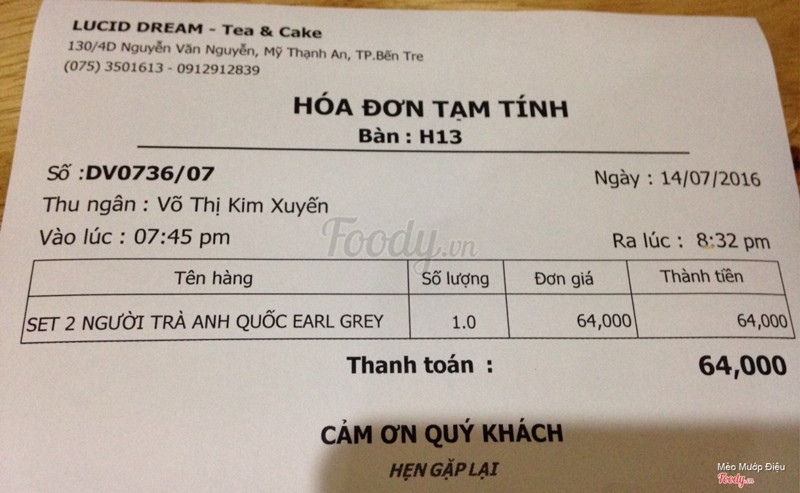 LUCID DREAM - Tea & Cake
130/4D Nguyễn Văn Nguyễn, Mỹ Thạnh An, TP.Bến Tre
(075) 3501613 - 0912912839
HÓA ĐƠN TẠM TÍNH
Bàn : H13
Số :DV0736/07 Ngày : 14/07/2016
Thu ngân : Võ Thị Kim Xuyến
Foody.vn
Vào lúc : 07:45 pm Ra lúc : 8:32 pm
Tên hàng Số lượng Đơn giá Thành tiền
SET 2 NGƯỜI TRÀ ANH QUỐC EARL GREY 1.0 64,000 64,000
Thanh toán : 64,000
CẢM ƠN QUÝ KHÁCH
HẸN GẶP LẠI
Mèo Mướp Điệu
Foody.vn